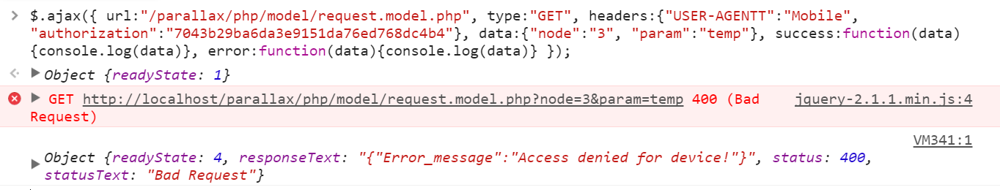 $.ajax({ url:"/parallax/php/model/request.model.php", type:"GET", headers:{"USER-AGENTT":"Mobile",
"authorization":"7043b29ba6da3e9151da76ed768dc4b4"}, data:{"node":"3", "param":"temp"}, success:function(data)
{console.log(data)}, error:function(data){console.log(data)} });
Object {readyState: 1}
GET http://localhost/parallax/php/model/request.model.php?node=3&param=temp 400 (Bad jquery-2.1.1.min.js:4
Request)
VM341:1
Object {readyState: 4, responseText: "{"Error_message":"Access denied for device!"}", status: 400,
statusText: "Bad Request"}